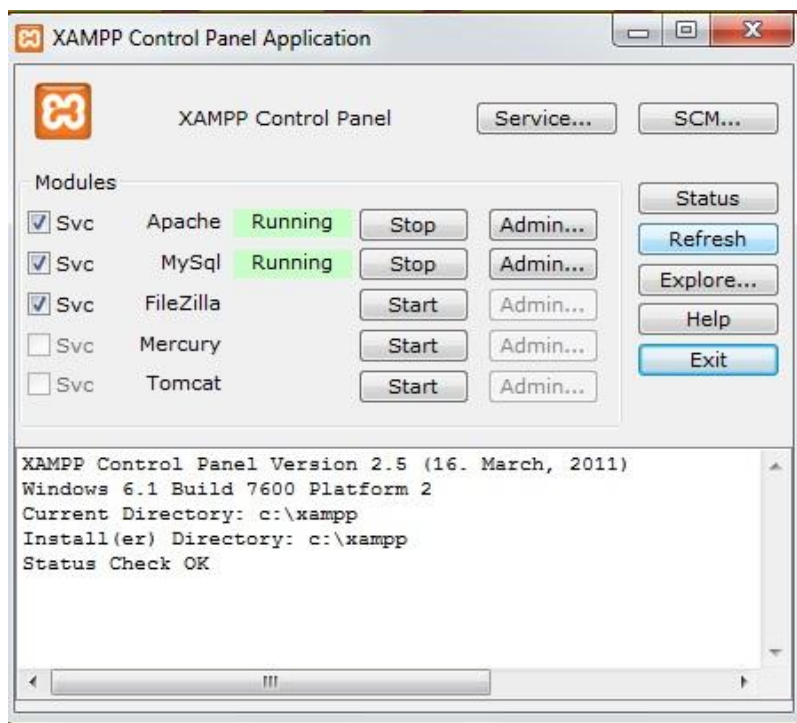 XAMPP Control Panel Application
XAMPP Control Panel Service... SCM...
Modules
Svc Apache Running Stop Admin...
Svc MySql Running Stop Admin...
Svc FileZilla Start Admin...
Svc Mercury Start Admin...
Svc Tomcat Start Admin...
Status
Refresh
Explore...
Help
Exit
XAMPP Control Panel Version 2.5 (16. March, 2011)
Windows 6.1 Build 7600 Platform 2
Current Directory: c:\xampp
Install(er) Directory: c:\xampp
Status Check OK